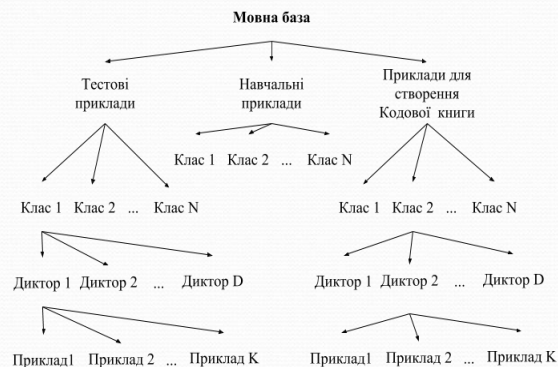 Мовна база
Тестові
приклади
Навчальні
приклади
Приклади для
створення
Кодової книги
Клас 1 Клас 2 ... Клас N
Клас 1 Клас 2 ... Клас N
Клас 1 Клас 2 ... Клас N
Диктор 1 Диктор 2 ... Диктор D
Диктор 1 Диктор 2 ... Диктор D
Приклад1 Приклад 2 ... Приклад K
Приклад1 Приклад 2 ... Приклад K